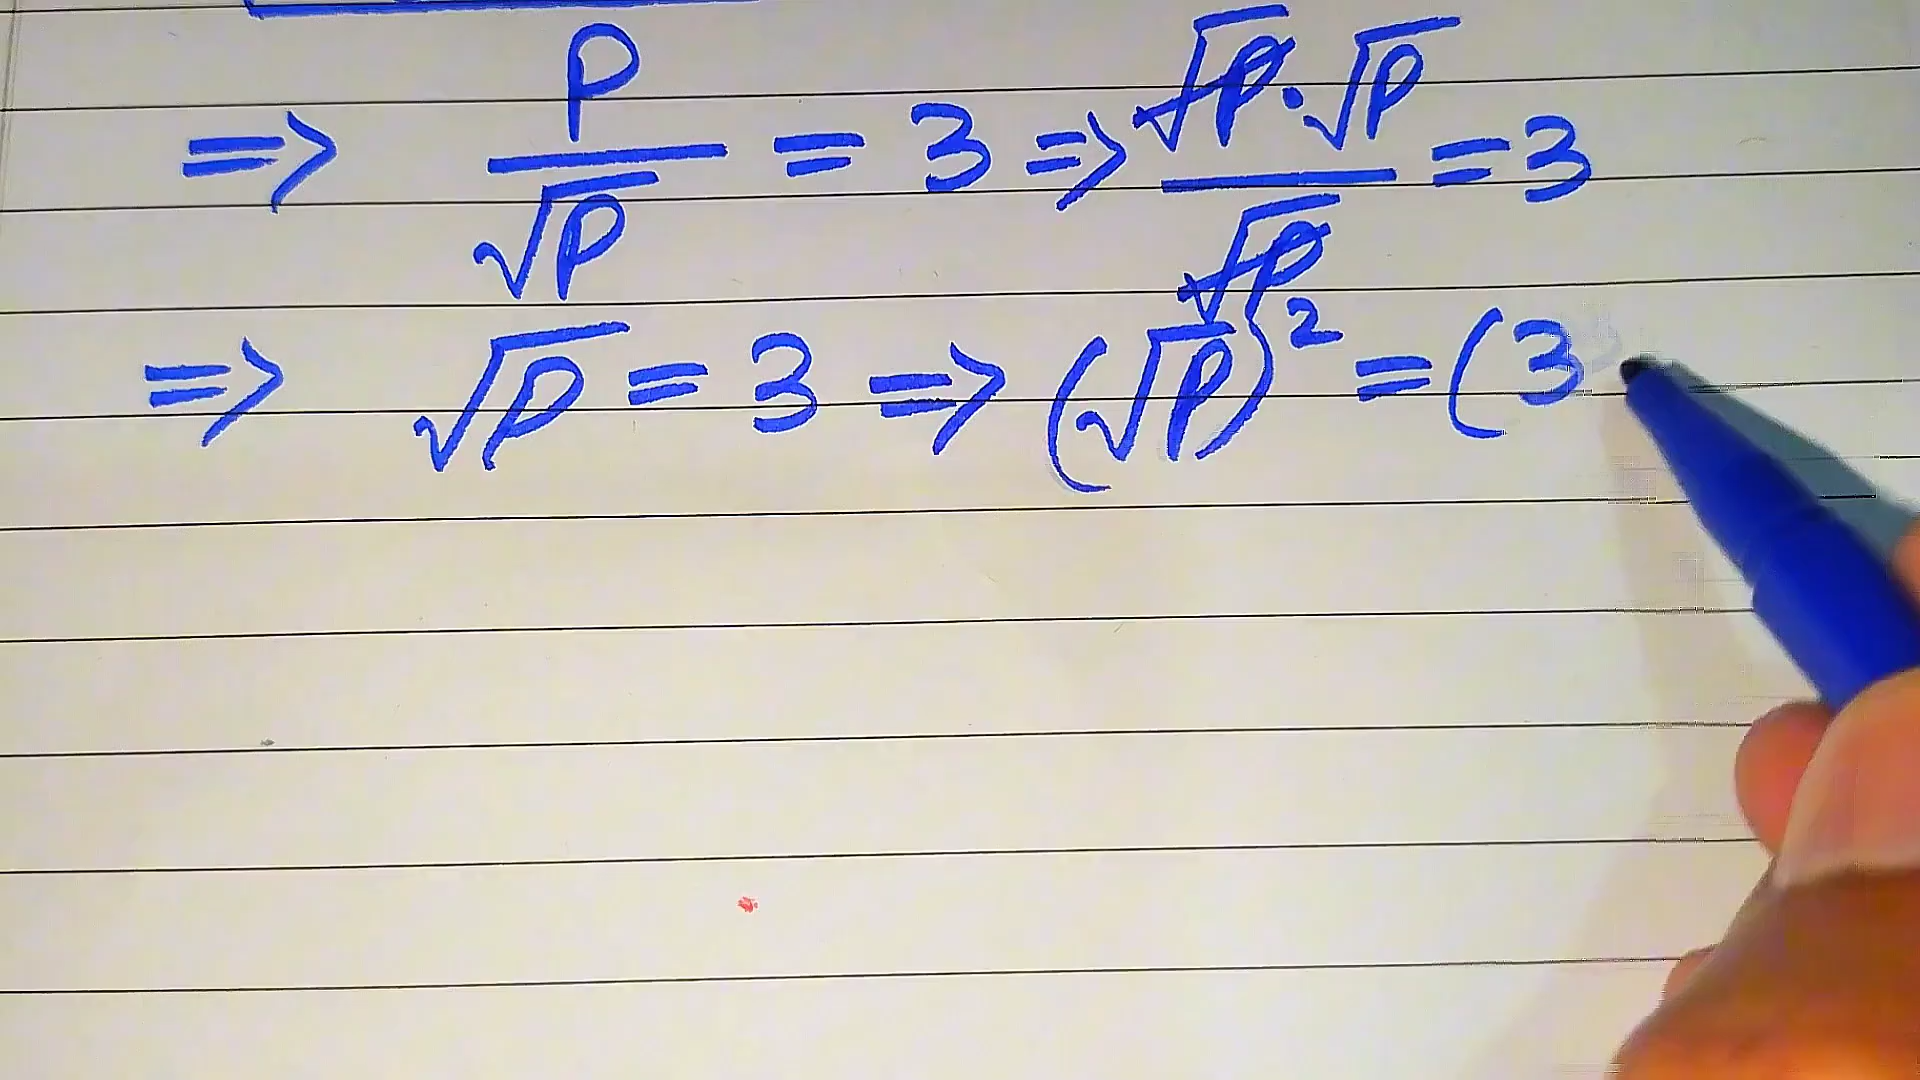 ⇒ P/√P = 3 ⇒ √P·√P/√P = 3
⇒ √P = 3 ⇒ (√P)² = (3